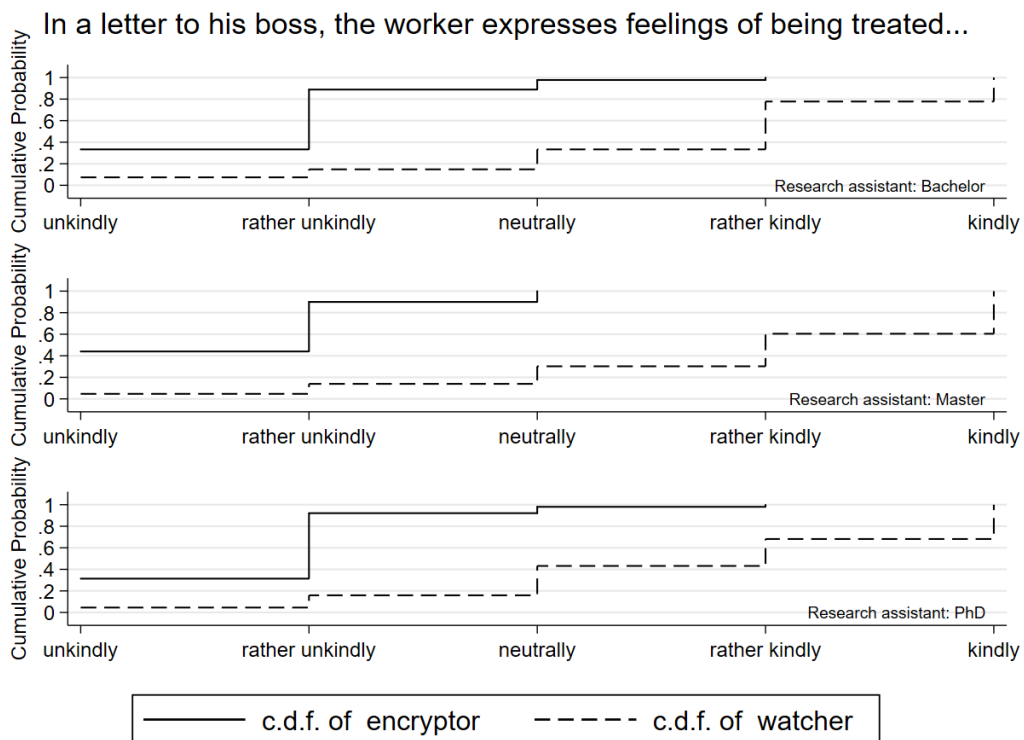 In a letter to his boss, the worker expresses feelings of being treated...
Cumulative Probability
1
.8
.6
.4
.2
0
Research assistant: Bachelor
unkindly rather unkindly neutrally rather kindly kindly
Cumulative Probability
1
.8
.6
.4
.2
0
Research assistant: Master
unkindly rather unkindly neutrally rather kindly kindly
Cumulative Probability
1
.8
.6
.4
.2
0
Research assistant: PhD
unkindly rather unkindly neutrally rather kindly kindly
c.d.f. of encryptor c.d.f. of watcher